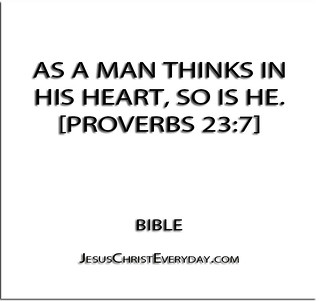 AS A MAN THINKS IN
HIS HEART, SO IS HE.
[PROVERBS 23:7]
BIBLE
JESUSCHRISTEVERYDAY.COM